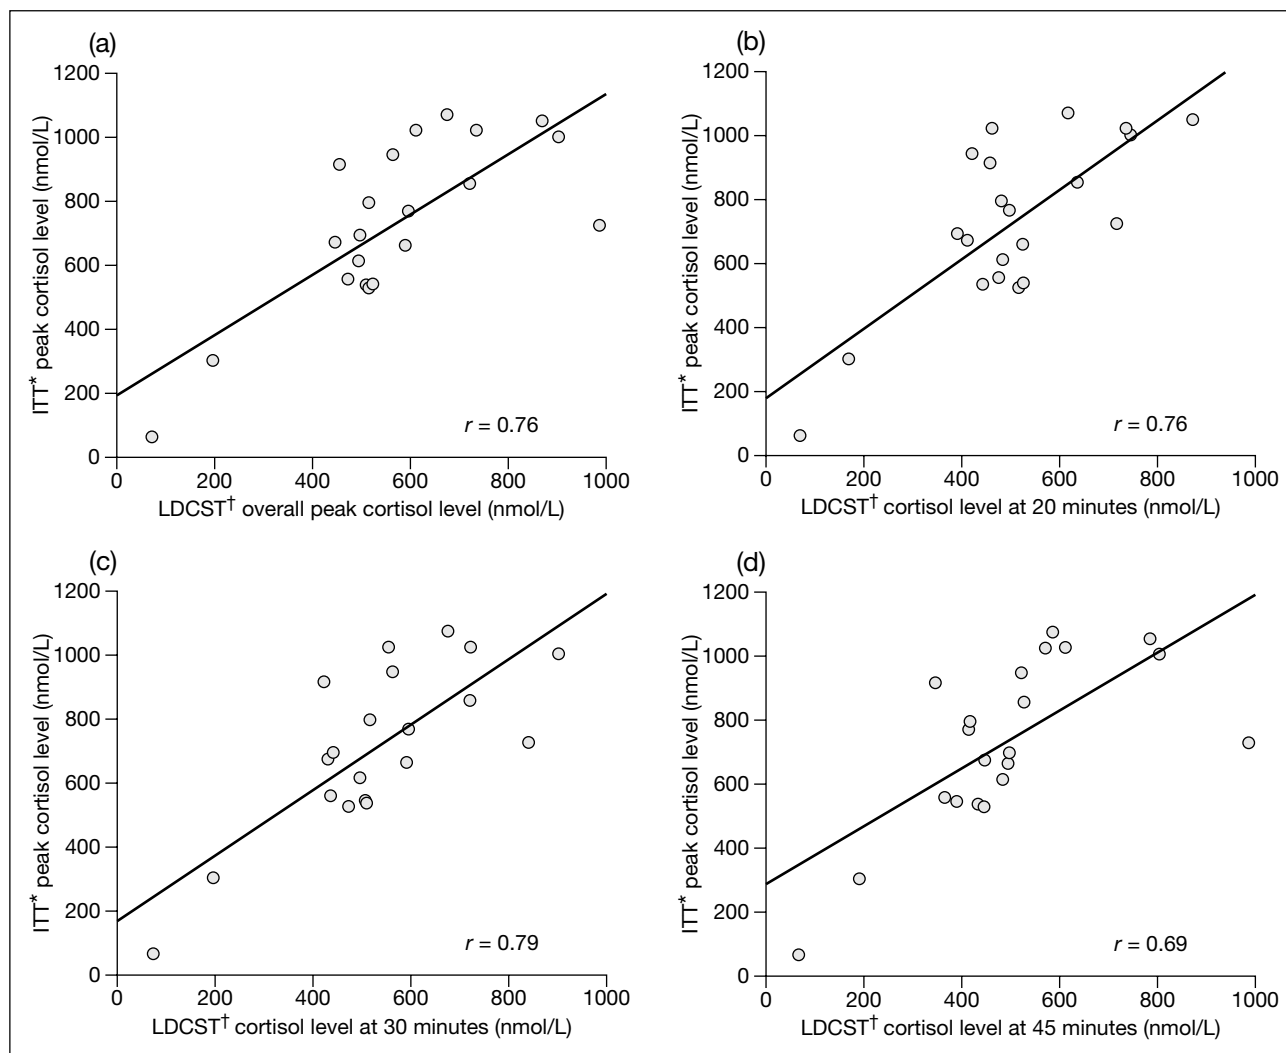 (a)
1200
1000
800
600
400
200
0
ITT* peak cortisol level (nmol/L)
r = 0.76
0 200 400 600 800 1000
LDCST† overall peak cortisol level (nmol/L)
(b)
1200
1000
800
600
400
200
0
ITT* peak cortisol level (nmol/L)
r = 0.76
0 200 400 600 800 1000
LDCST† cortisol level at 20 minutes (nmol/L)
(c)
1200
1000
800
600
400
200
0
ITT* peak cortisol level (nmol/L)
r = 0.79
0 200 400 600 800 1000
LDCST† cortisol level at 30 minutes (nmol/L)
(d)
1200
1000
800
600
400
200
0
ITT* peak cortisol level (nmol/L)
r = 0.69
0 200 400 600 800 1000
LDCST† cortisol level at 45 minutes (nmol/L)